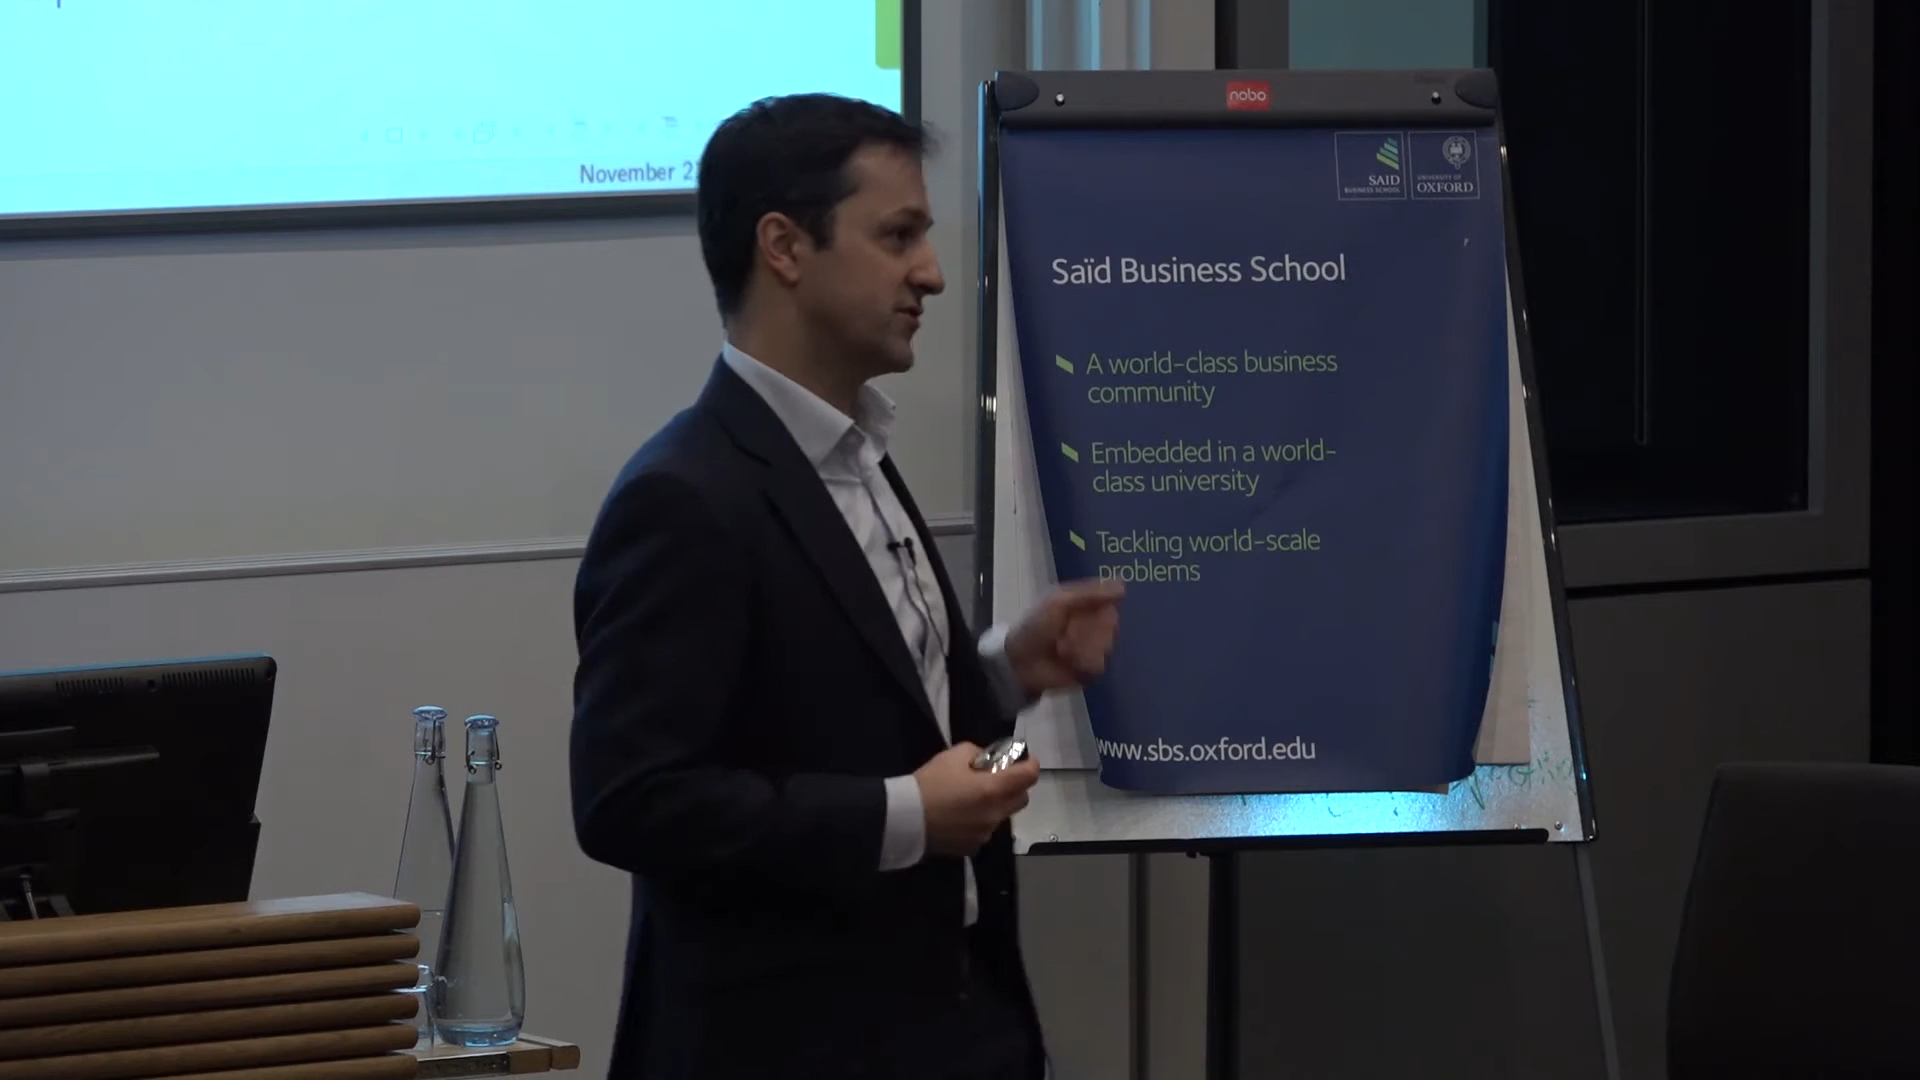 November 2
nobo
SAID
BUSINESS SCHOOL
UNIVERSITY OF
OXFORD
Saïd Business School
A world-class business
community
Embedded in a world-
class university
Tackling world-scale
problems
www.sbs.oxford.edu